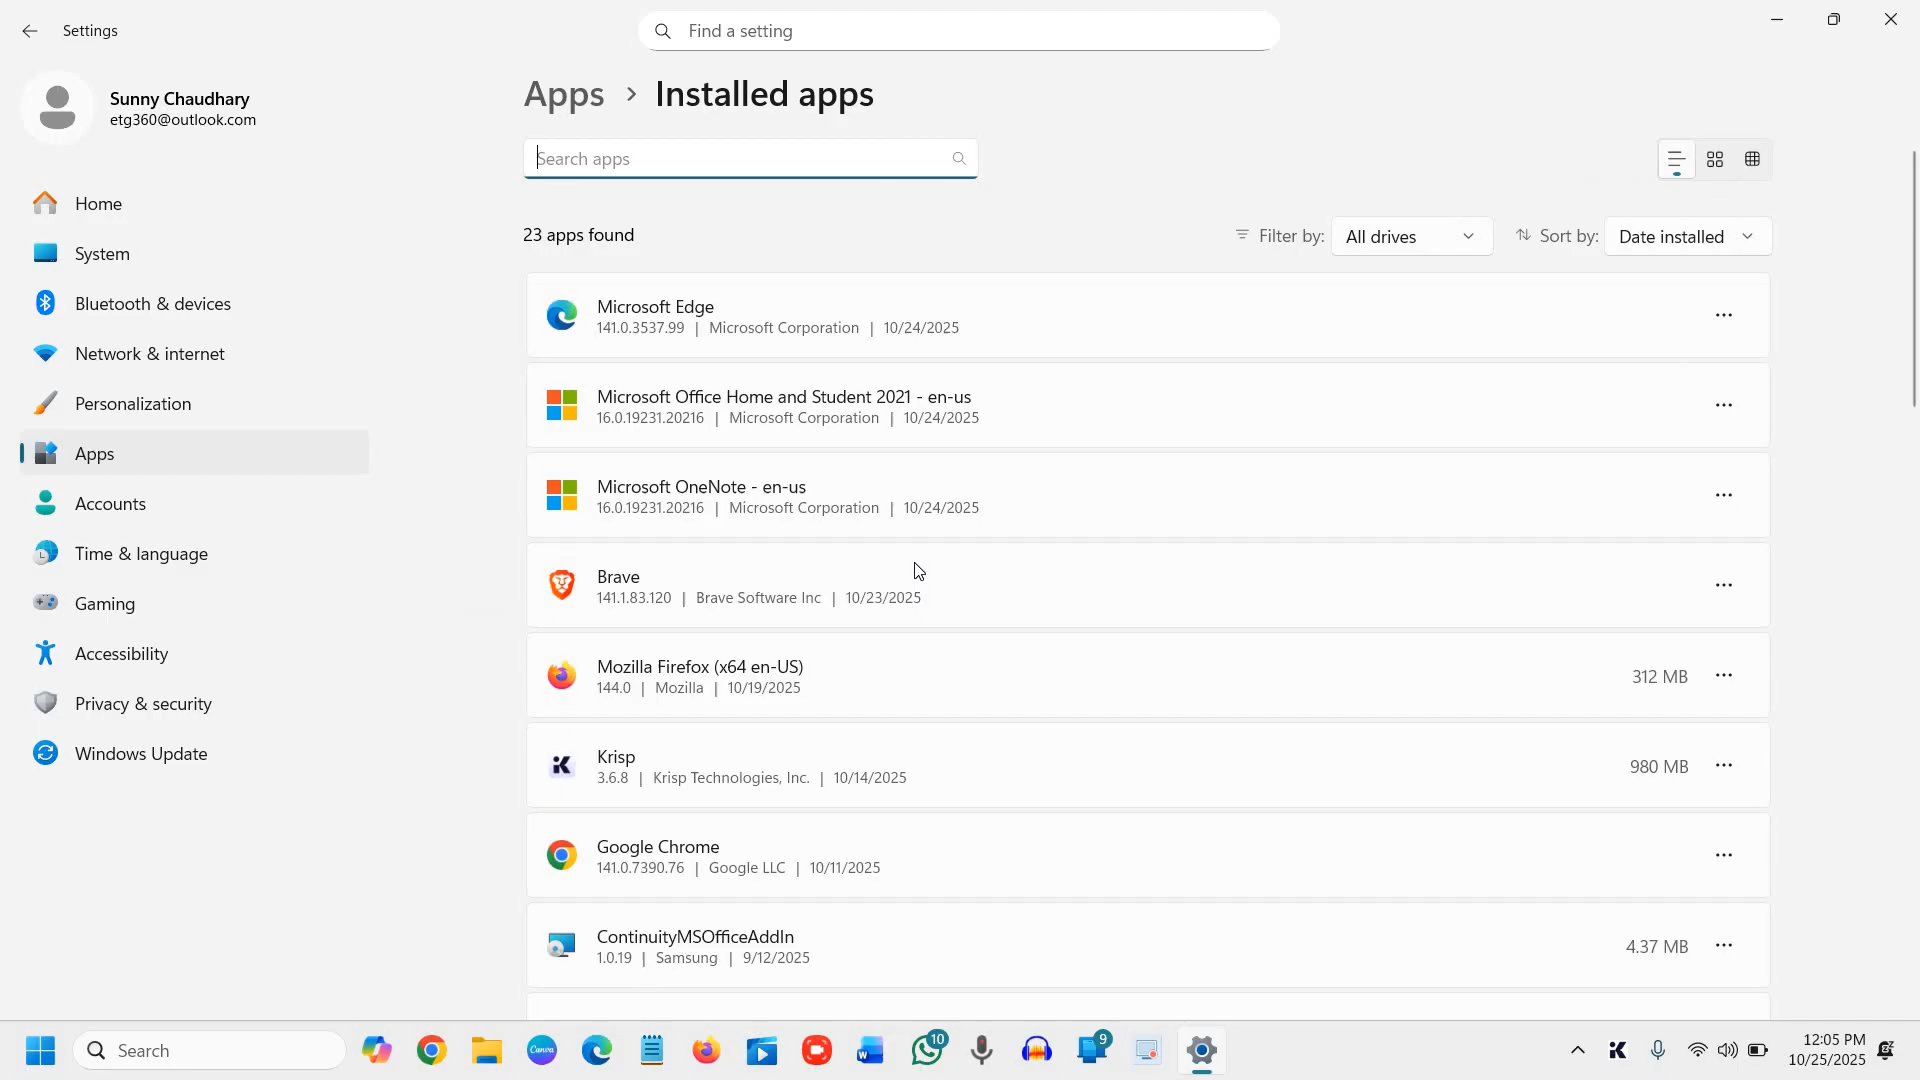 Settings
Find a setting
Sunny Chaudhary
etg360@outlook.com
Home
System
Bluetooth & devices
Network & internet
Personalization
Apps
Accounts
Time & language
Gaming
Accessibility
Privacy & security
Windows Update
Apps > Installed apps
Search apps
23 apps found
Filter by: All drives
Sort by: Date installed
Microsoft Edge
141.0.3537.99 | Microsoft Corporation | 10/24/2025
Microsoft Office Home and Student 2021 - en-us
16.0.19231.20216 | Microsoft Corporation | 10/24/2025
Microsoft OneNote - en-us
16.0.19231.20216 | Microsoft Corporation | 10/24/2025
Brave
141.1.83.120 | Brave Software Inc | 10/23/2025
Mozilla Firefox (x64 en-US)
144.0 | Mozilla | 10/19/2025
312 MB
Krisp
3.6.8 | Krisp Technologies, Inc. | 10/14/2025
980 MB
Google Chrome
141.0.7390.76 | Google LLC | 10/11/2025
ContinuityMSOfficeAddIn
1.0.19 | Samsung | 9/12/2025
4.37 MB
Search
Canva
10
9
12:05 PM
10/25/2025